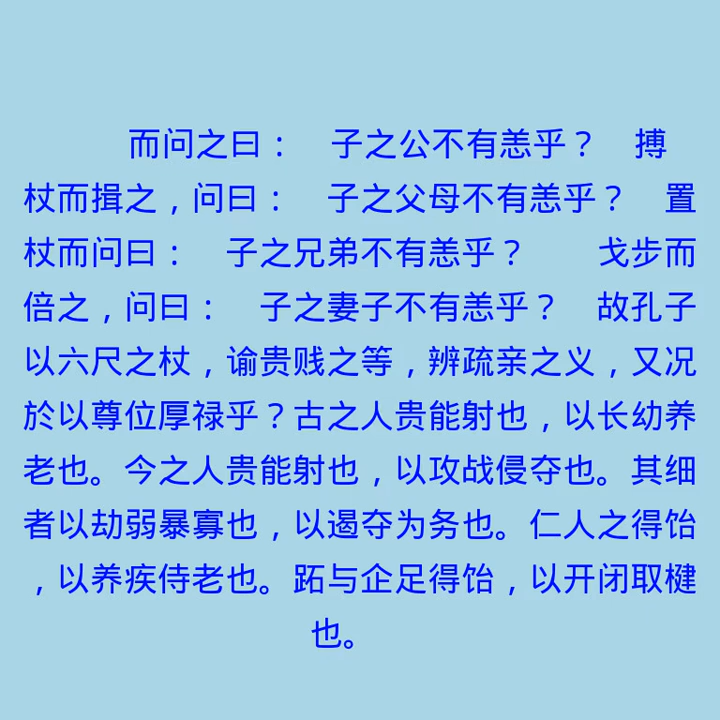 而问之曰：　子之公不有恙乎？　搏
杖而揖之，问曰：　子之父母不有恙乎？　置
杖而问曰：　子之兄弟不有恙乎？　　戈步而
倍之，问曰：　子之妻子不有恙乎？　故孔子
以六尺之杖，谕贵贱之等，辨疏亲之义，又况
於以尊位厚禄乎？古之人贵能射也，以长幼养
老也。今之人贵能射也，以攻战侵夺也。其细
者以劫弱暴寡也，以遏夺为务也。仁人之得饴
，以养疾侍老也。跖与企足得饴，以开闭取楗
也。